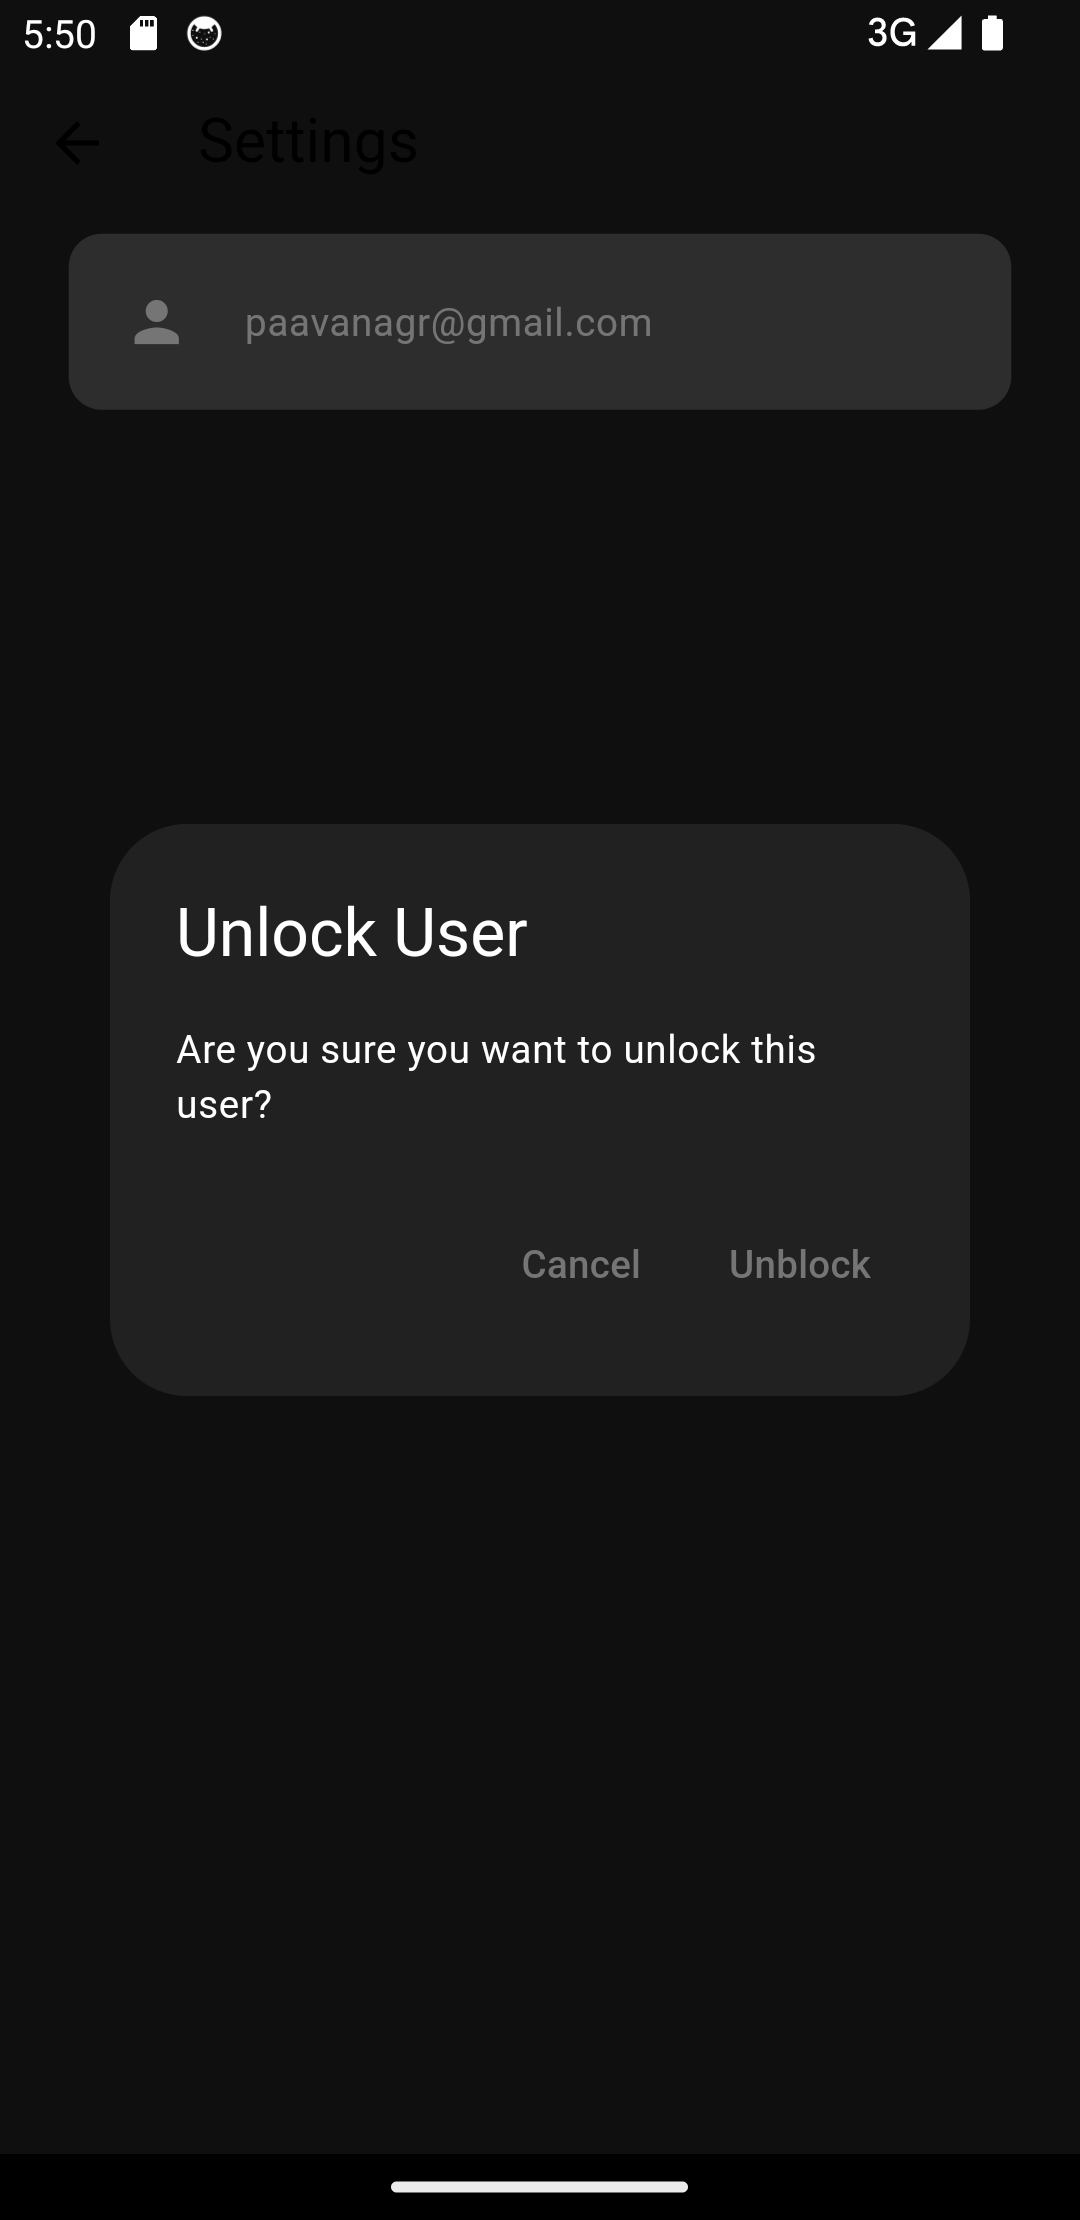 5:50
3G
Settings
paavanagr@gmail.com
Unlock User
Are you sure you want to unlock this
user?
Cancel
Unblock